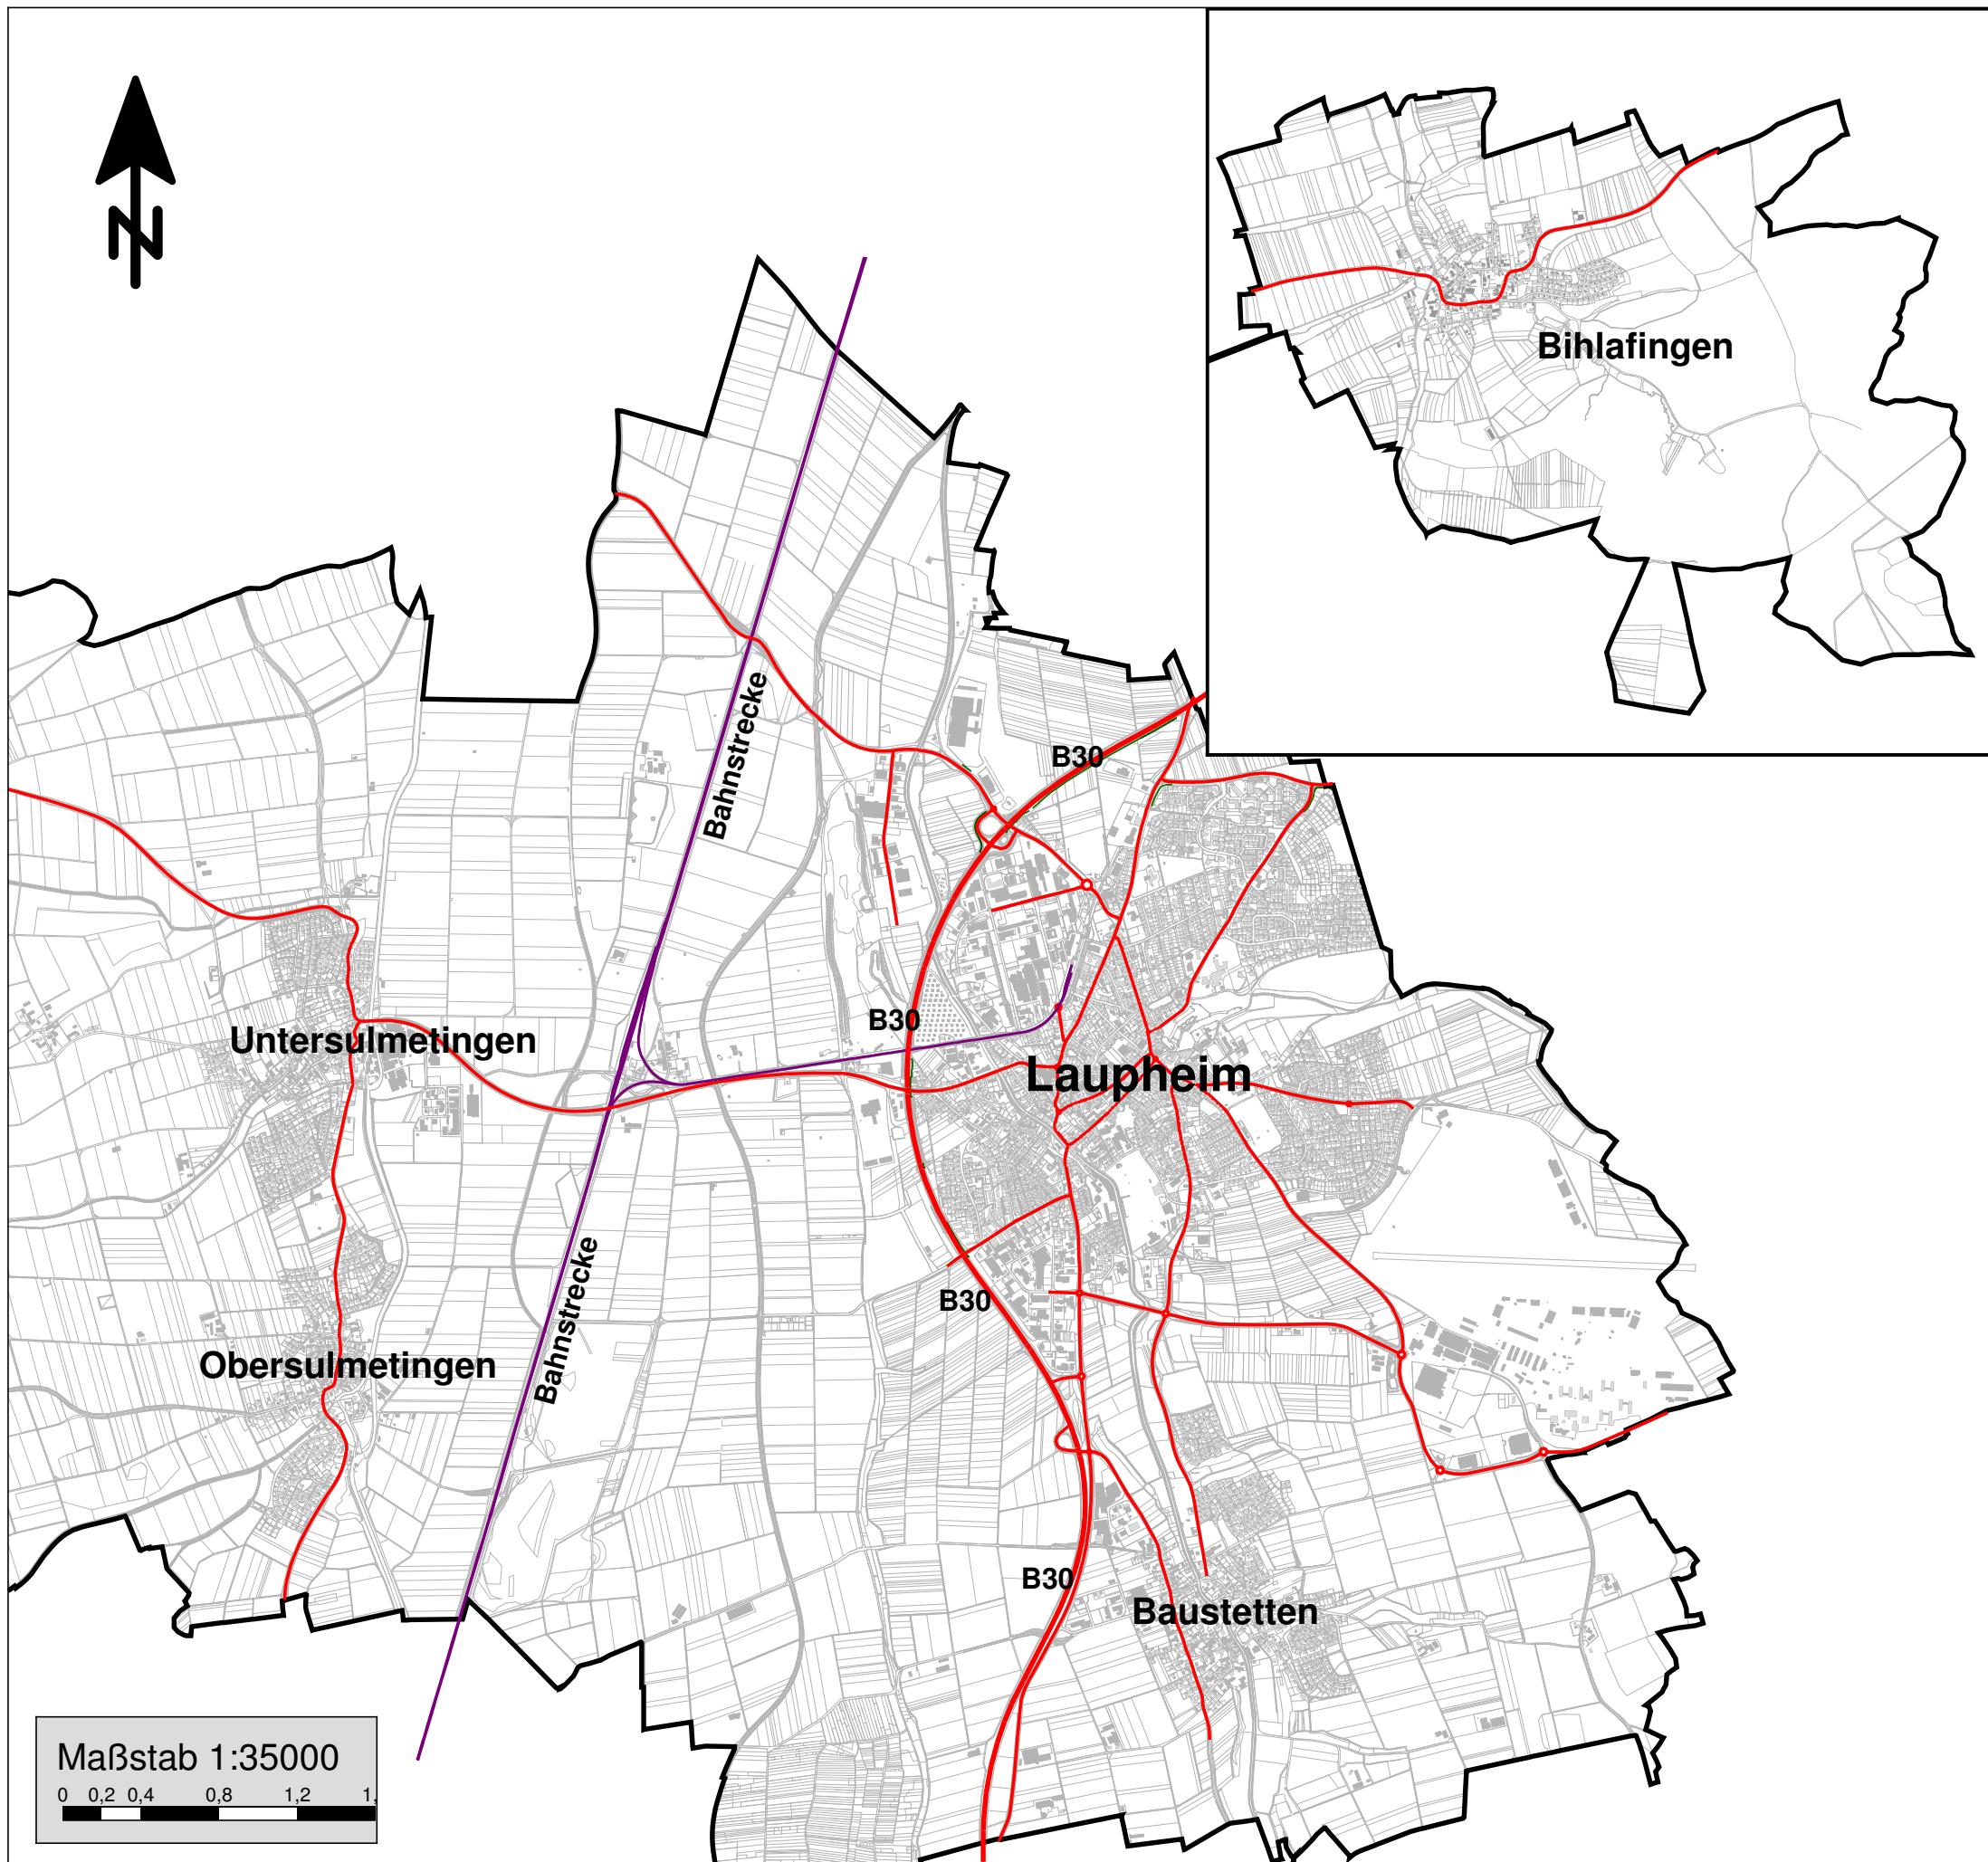 N
Bihlafingen
Bahnstrecke
B30
B30
Untersulmetingen
Laupheim
Bahnstrecke
B30
Obersulmetingen
B30
Baustetten
Maßstab 1:35000
0 0,2 0,4 0,8 1,2 1,